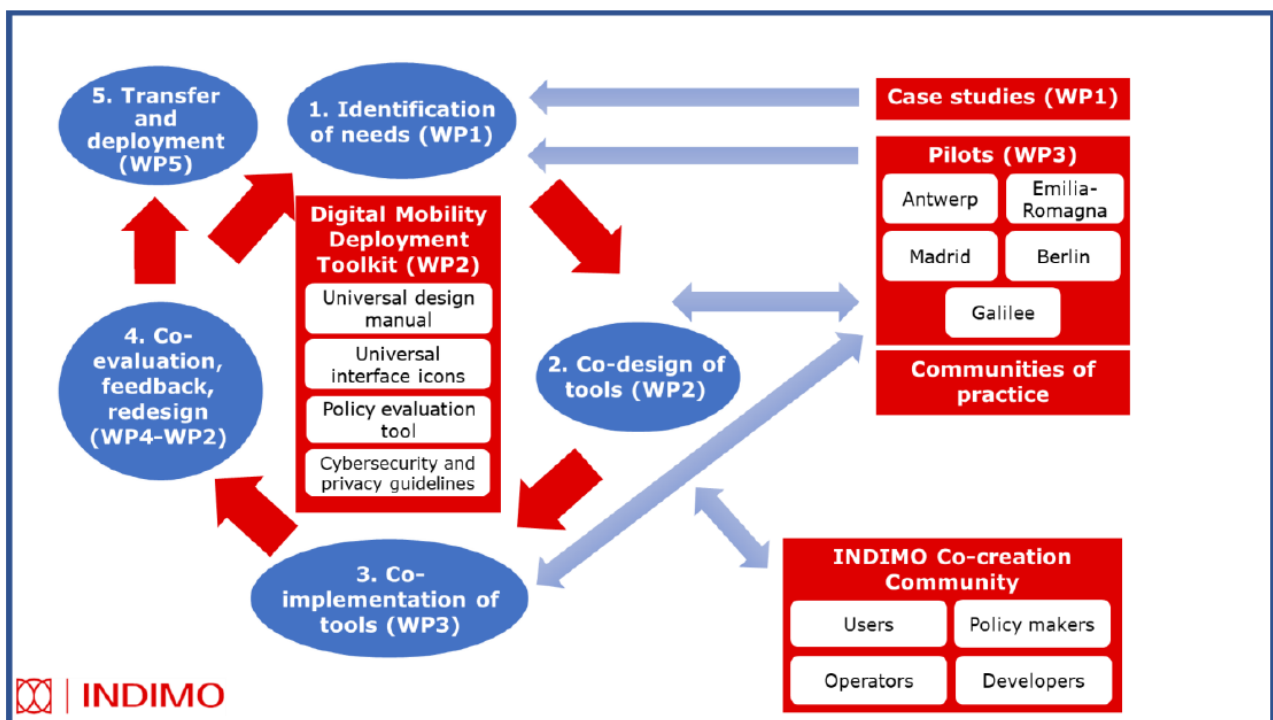 5. Transfer
and
deployment
(WP5)
1. Identification
of needs (WP1)
Case studies (WP1)
Pilots (WP3)
Antwerp
Emilia-
Romagna
Madrid
Berlin
Galilee
Communities of
practice
Digital Mobility
Deployment
Toolkit (WP2)
Universal design
manual
Universal
interface icons
Policy evaluation
tool
Cybersecurity and
privacy guidelines
2. Co-design of
tools (WP2)
4. Co-
evaluation,
feedback,
redesign
(WP4-WP2)
3. Co-
implementation of
tools (WP3)
INDIMO Co-creation
Community
Users
Policy makers
Operators
Developers
INDIMO